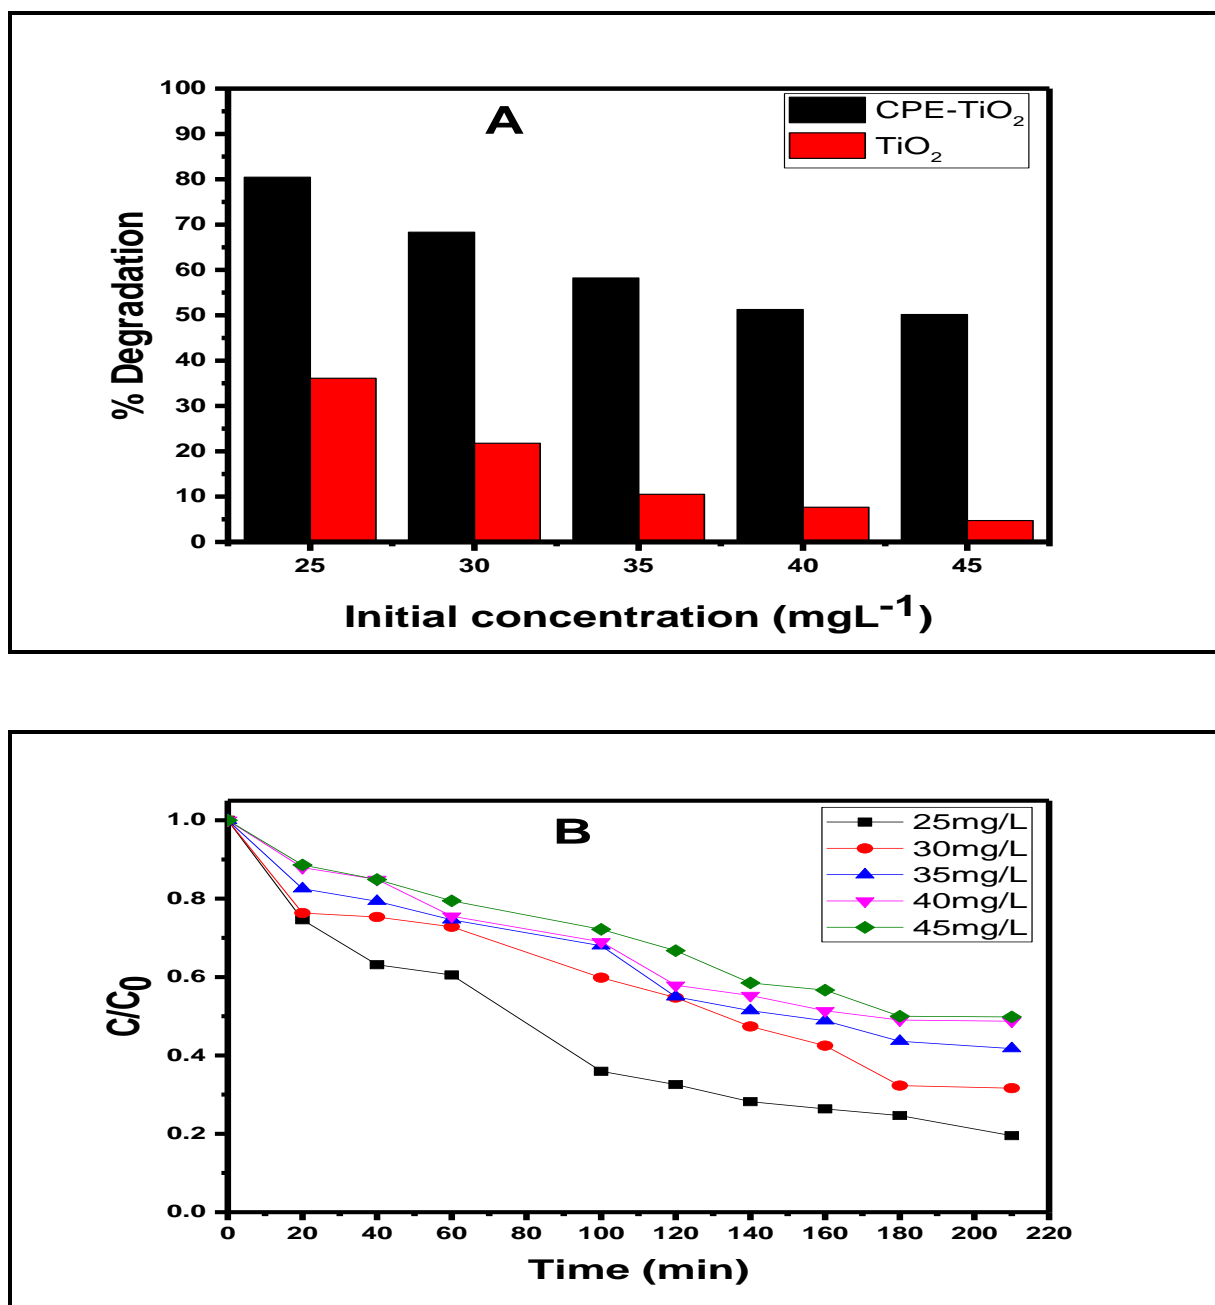 A
CPE-TiO2
TiO2
100
90
80
70
60
50
40
30
20
10
0
% Degradation
25 30 35 40 45
Initial concentration (mgL-1)
B
25mg/L
30mg/L
35mg/L
40mg/L
45mg/L
1.0
0.8
0.6
0.4
0.2
0.0
C/C0
0 20 40 60 80 100 120 140 160 180 200 220
Time (min)